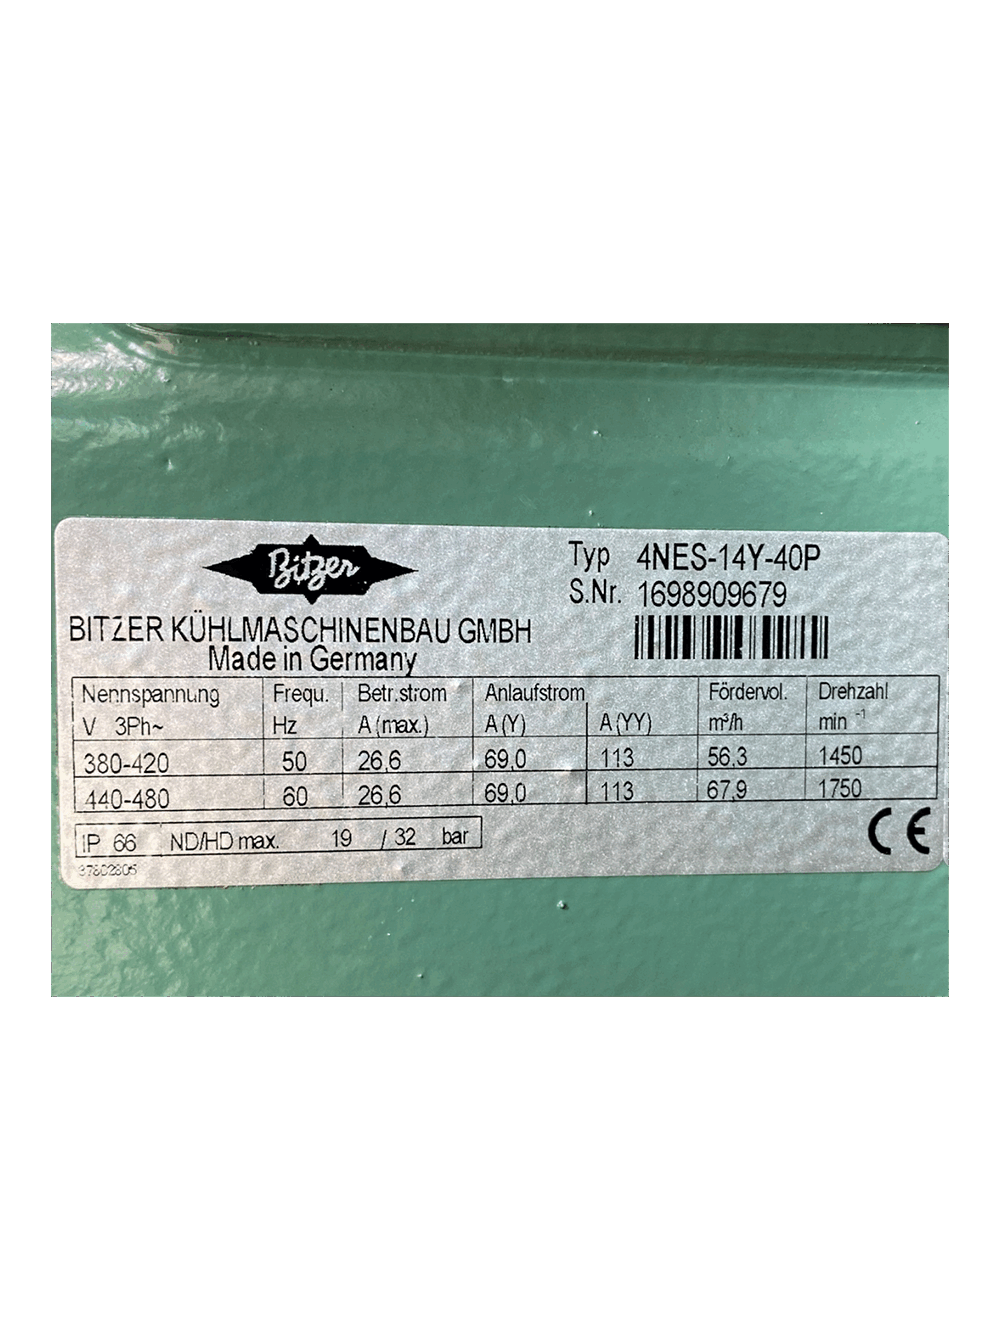 Bitzer
Typ 4NES-14Y-40P
S.Nr. 1698909679
BITZER KÜHLMASCHINENBAU GMBH
Made in Germany
Nennspannung Frequ. Betr.strom Anlaufstrom Fördervol. Drehzahl
V 3Ph~ Hz A (max.) A (Y) A (YY) m³/h min ⁻¹
380-420 50 26,6 69,0 113 56,3 1450
440-480 60 26,6 69,0 113 67,9 1750
IP 66 ND/HD max. 19 / 32 bar
CE